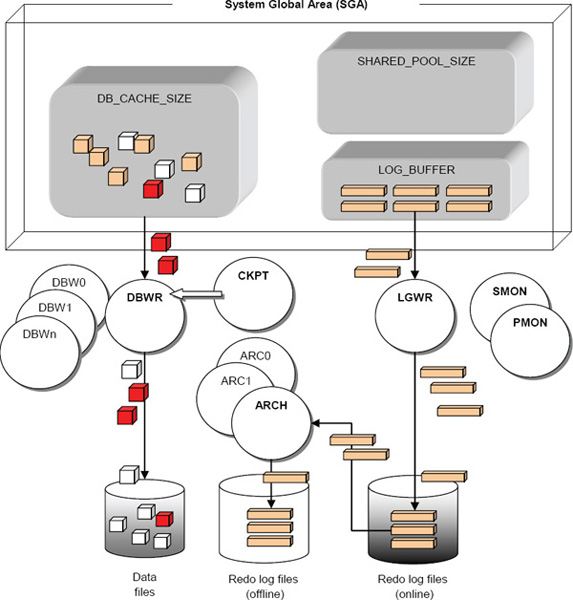 System Global Area (SGA)
SHARED_POOL_SIZE
DB_CACHE_SIZE
LOG_BUFFER
DBW0
DBW1
DBWn
DBWR
CKPT
LGWR
SMON
PMON
ARC0
ARC1
ARCH
Data
files
Redo log files
(offline)
Redo log files
(online)